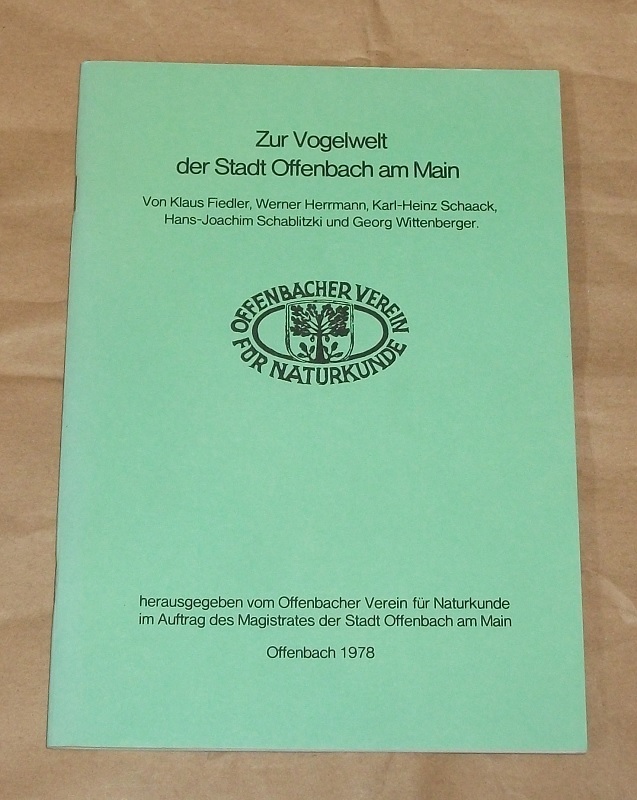 Zur Vogelwelt
der Stadt Offenbach am Main
Von Klaus Fiedler, Werner Herrmann, Karl-Heinz Schaack,
Hans-Joachim Schablitzki und Georg Wittenberger.
OFFENBACHER VEREIN
FÜR NATURKUNDE
herausgegeben vom Offenbacher Verein für Naturkunde
im Auftrag des Magistrates der Stadt Offenbach am Main
Offenbach 1978